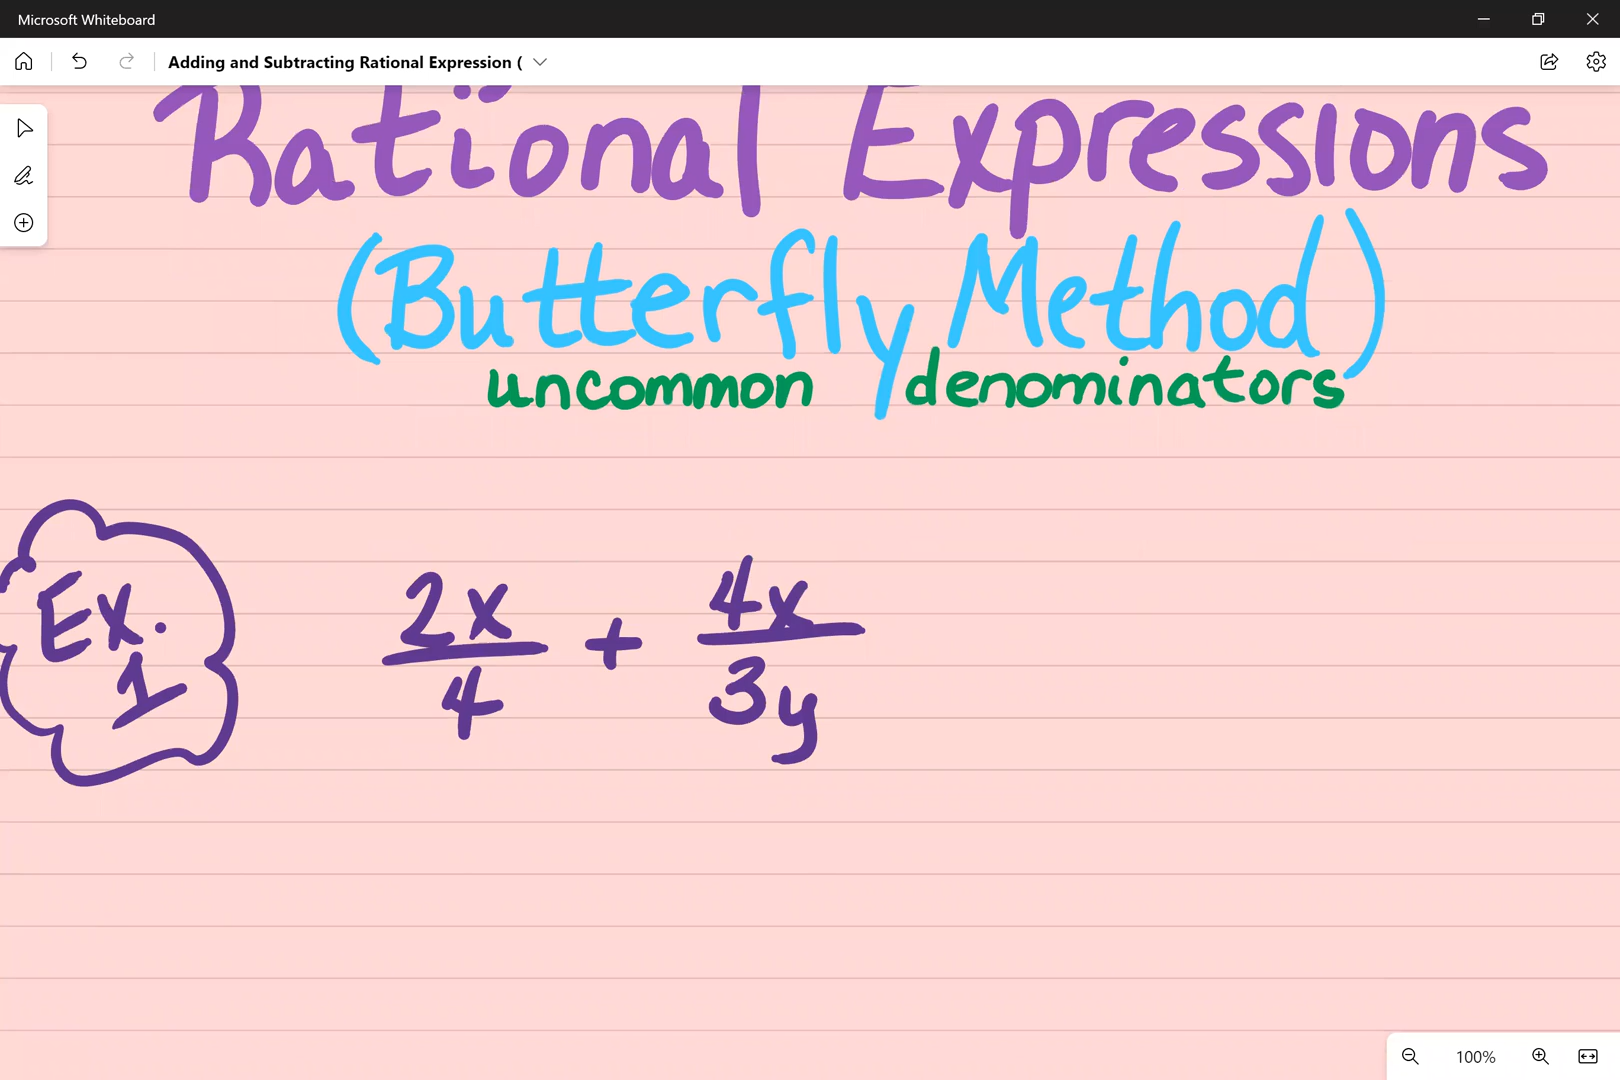 Microsoft Whiteboard
Adding and Subtracting Rational Expression (
Rational Expressions
(Butterfly Method)
uncommon denominators
Ex. 1
2x/4 + 4x/3y
100%